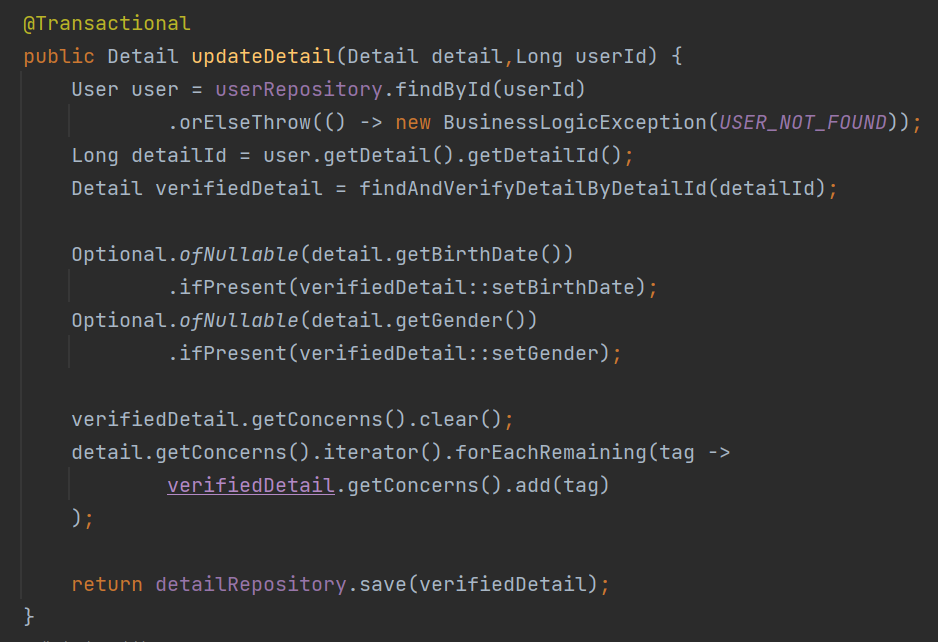 @Transactional
public Detail updateDetail(Detail detail,Long userId) {
    User user = userRepository.findById(userId)
            .orElseThrow(() -> new BusinessLogicException(USER_NOT_FOUND));
    Long detailId = user.getDetail().getDetailId();
    Detail verifiedDetail = findAndVerifyDetailByDetailId(detailId);

    Optional.ofNullable(detail.getBirthDate())
            .ifPresent(verifiedDetail::setBirthDate);
    Optional.ofNullable(detail.getGender())
            .ifPresent(verifiedDetail::setGender);

    verifiedDetail.getConcerns().clear();
    detail.getConcerns().iterator().forEachRemaining(tag ->
            verifiedDetail.getConcerns().add(tag)
    );

    return detailRepository.save(verifiedDetail);
}